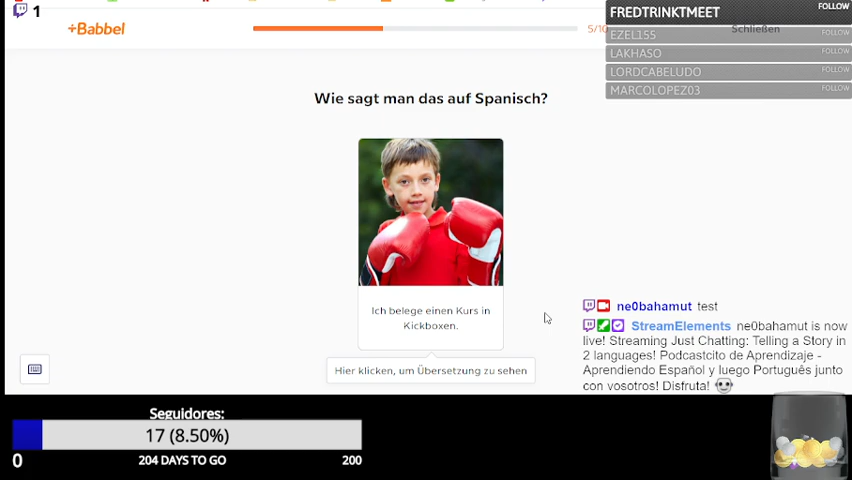 1
FREDTRINKTMEET FOLLOW
+Babbel
5/10
Schließen
EZEL155 FOLLOW
LAKHASO FOLLOW
LORDCABELUDO FOLLOW
MARCOLOPEZ03 FOLLOW
Wie sagt man das auf Spanisch?
Ich belege einen Kurs in
Kickboxen.
Hier klicken, um Übersetzung zu sehen
ne0bahamut test
StreamElements ne0bahamut is now
live! Streaming Just Chatting: Telling a Story in
2 languages! Podcastcito de Aprendizaje -
Aprendiendo Español y luego Português junto
con vosotros! Disfruta!
Seguidores:
17 (8.50%)
0 204 DAYS TO GO 200